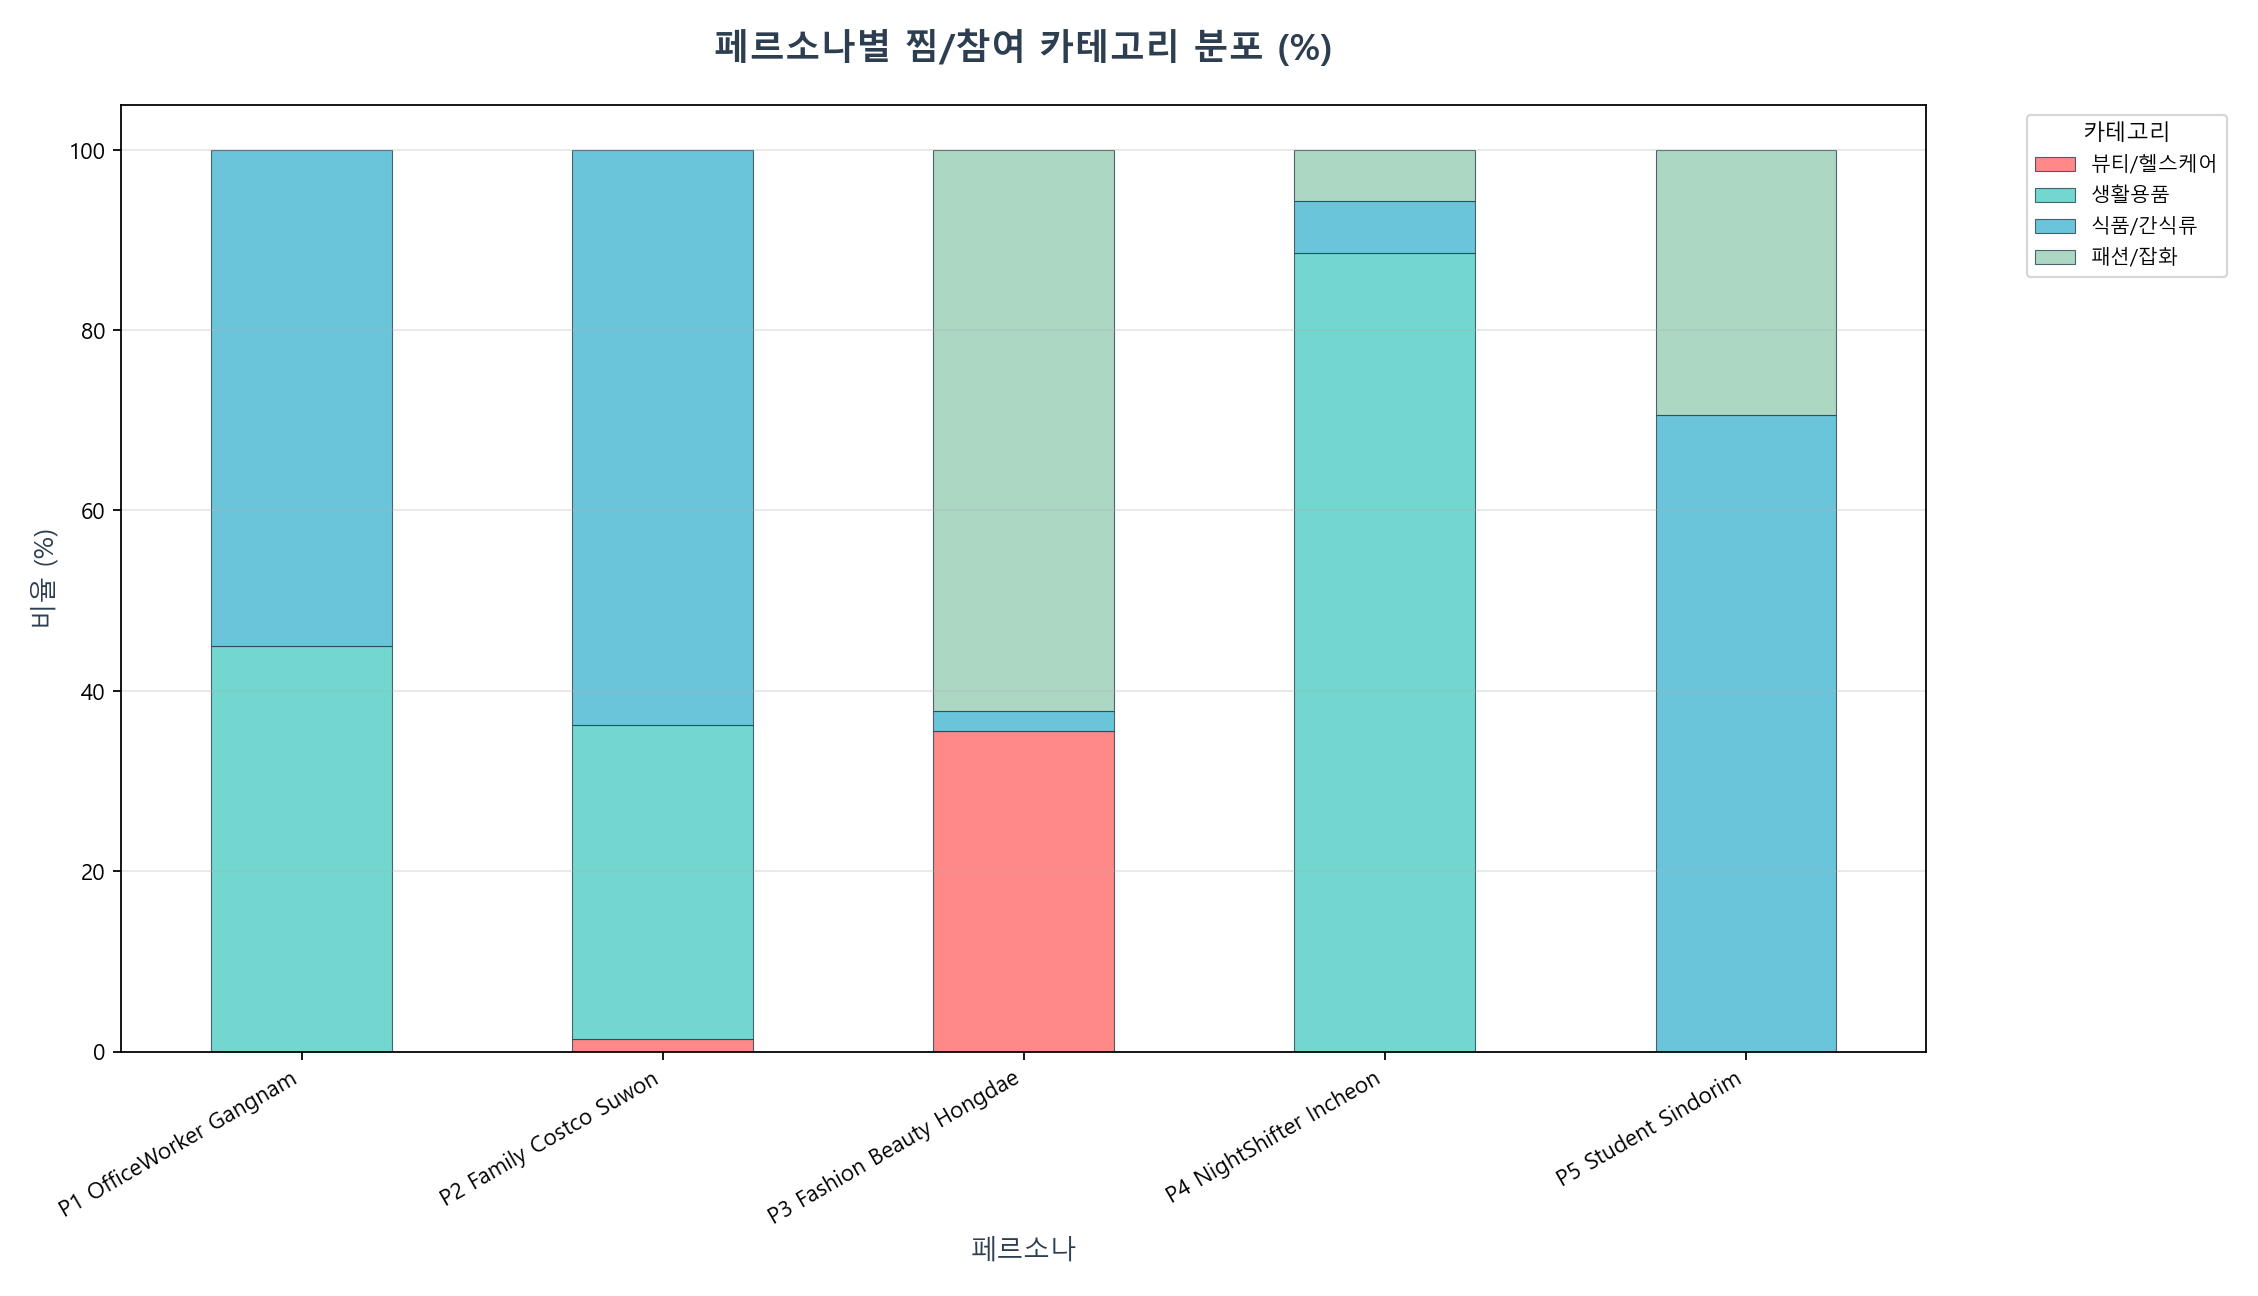 페르소나별 찜/참여 카테고리 분포 (%)
카테고리
뷰티/헬스케어
생활용품
식품/간식류
패션/잡화
비율 (%)
100
80
60
40
20
0
P1 OfficeWorker Gangnam
P2 Family Costco Suwon
P3 Fashion Beauty Hongdae
P4 NightShifter Incheon
P5 Student Sindorim
페르소나